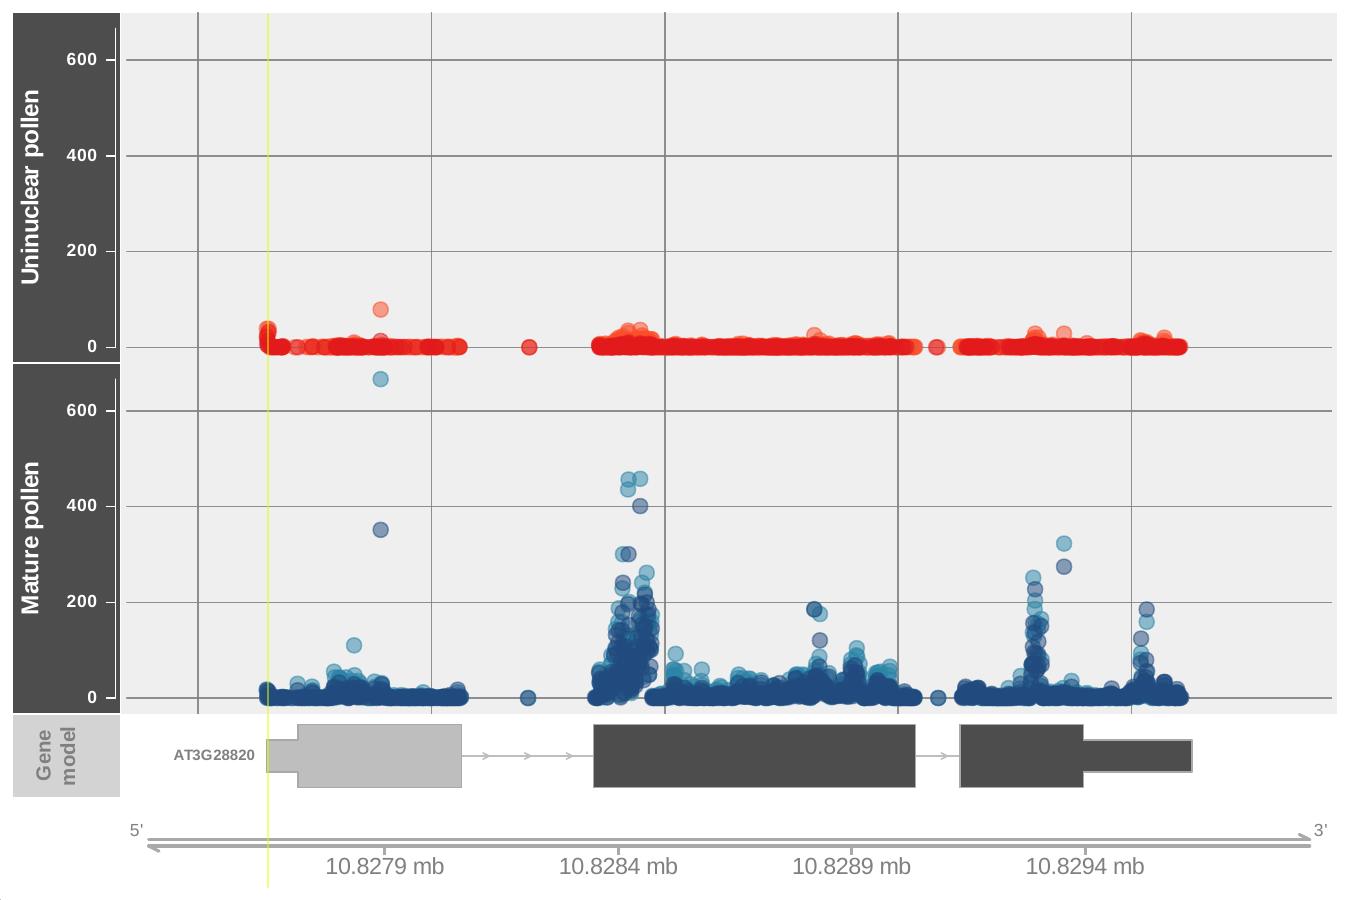 Uninuclear pollen
600
400
200
0
Mature pollen
600
400
200
0
Gene
model
AT3G28820
5'
3'
10.8279 mb
10.8284 mb
10.8289 mb
10.8294 mb